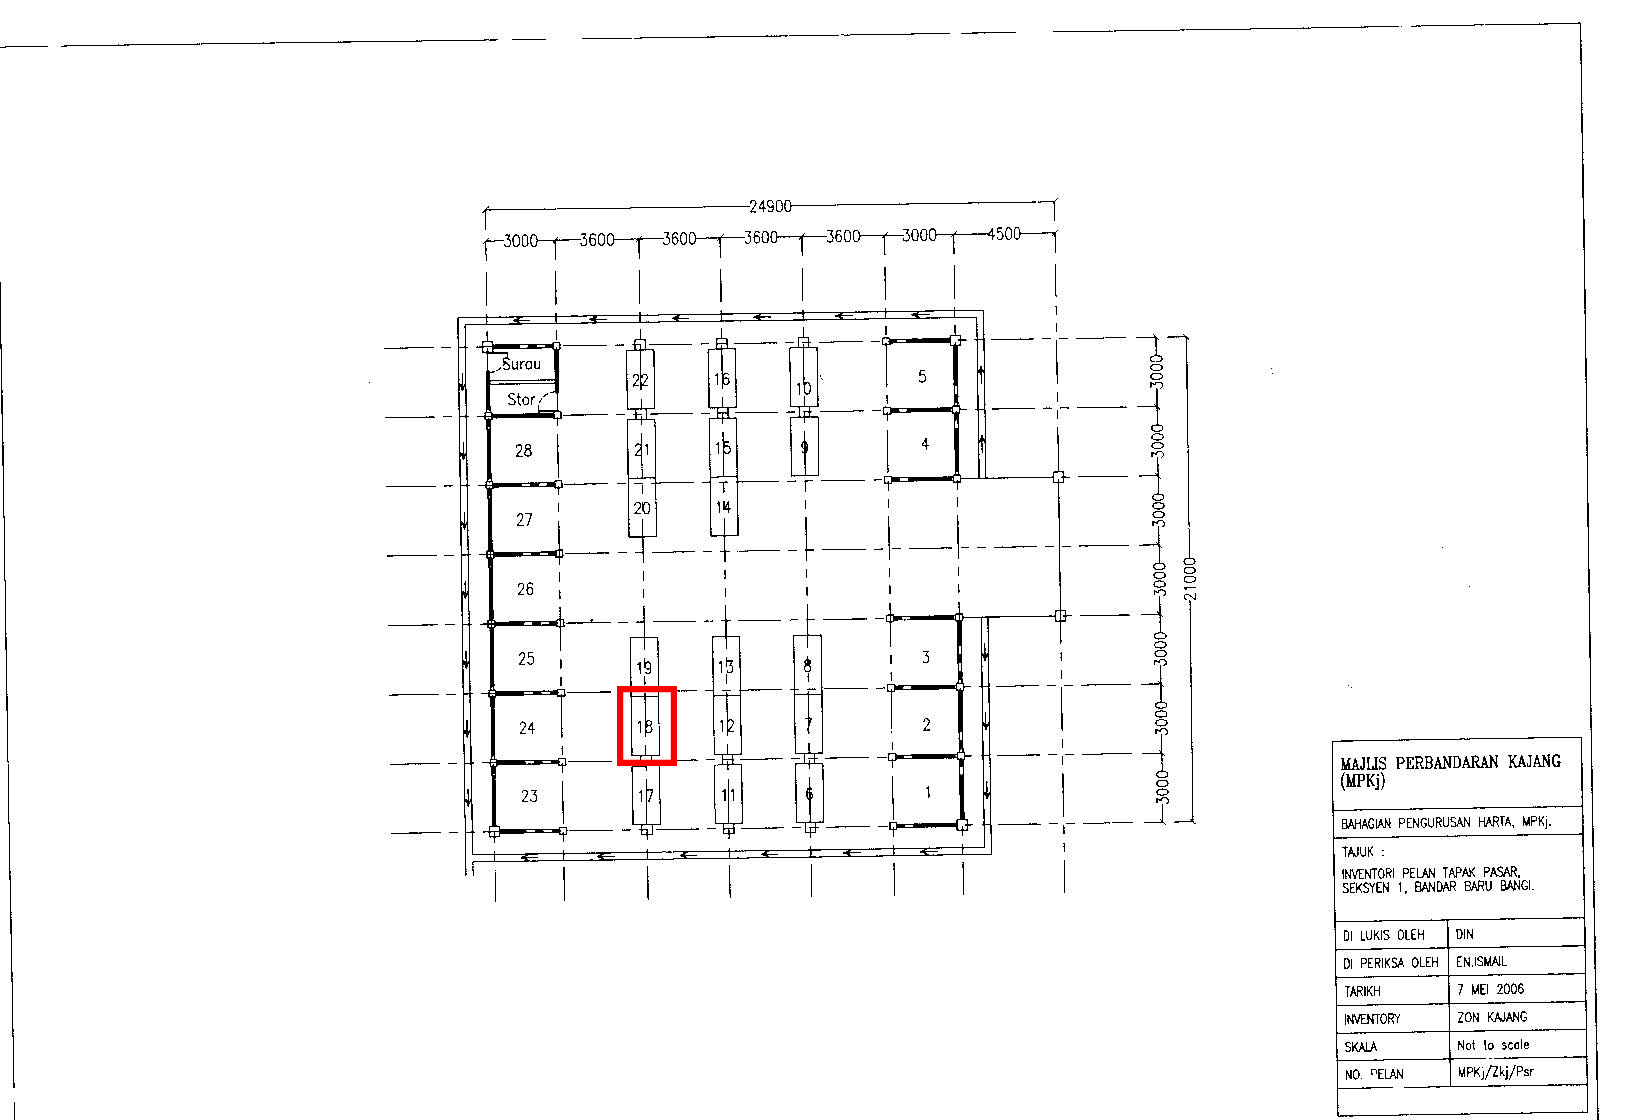 24900
3000 3600 3600 3600 3600 3000 4500
Surau
Stor
22 16 10 5
28 21 15 9 4
27 20 14
26
25 19 13 8 3
24 18 12 7 2
23 17 11 6 1
3000
3000
3000
3000
3000
3000
3000
21000
MAJLIS PERBANDARAN KAJANG
(MPKj)
BAHAGIAN PENGURUSAN HARTA, MPKj.
TAJUK :
INVENTORI PELAN TAPAK PASAR,
SEKSYEN 1, BANDAR BARU BANGI.
DI LUKIS OLEH DIN
DI PERIKSA OLEH EN.ISMAIL
TARIKH 7 MEI 2006
INVENTORY ZON KAJANG
SKALA Not to scale
NO. PELAN MPKj/Zkj/Psr